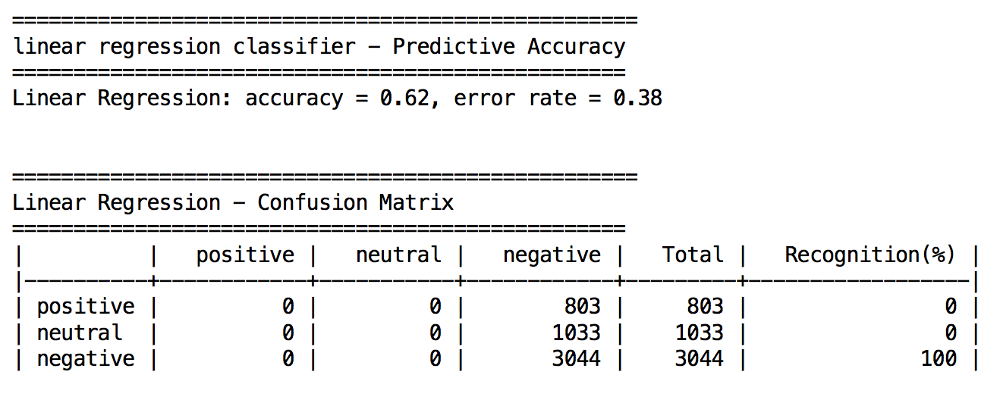 ===================================================
linear regression classifier – Predictive Accuracy
==================================================
Linear Regression: accuracy = 0.62, error rate = 0.38
===================================================
Linear Regression – Confusion Matrix
==================================================
|          |   positive |   neutral |   negative |   Total |   Recognition(%) |
|----------+------------+-----------+------------+---------+------------------|
| positive |          0 |         0 |        803 |     803 |                0 |
| neutral  |          0 |         0 |       1033 |    1033 |                0 |
| negative |          0 |         0 |       3044 |    3044 |              100 |